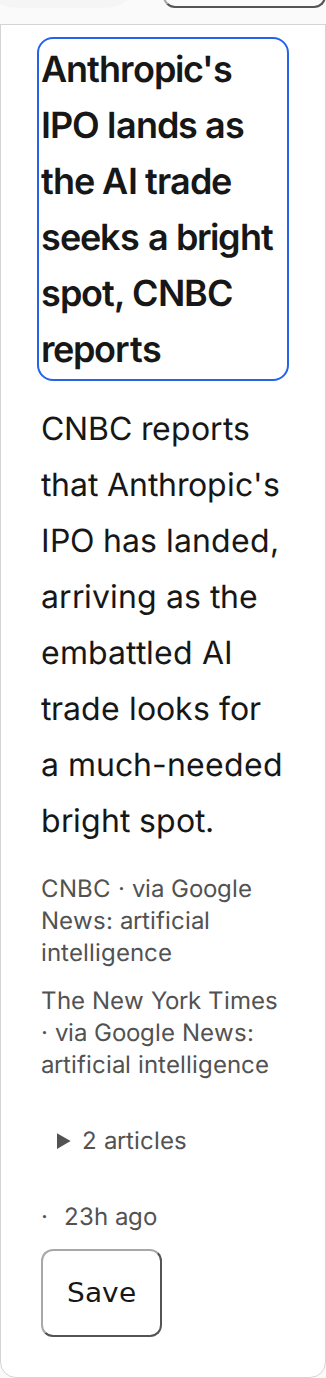 Anthropic's
IPO lands as
the AI trade
seeks a bright
spot, CNBC
reports
CNBC reports
that Anthropic's
IPO has landed,
arriving as the
embattled AI
trade looks for
a much-needed
bright spot.
CNBC · via Google
News: artificial
intelligence
The New York Times
· via Google News:
artificial intelligence
▶ 2 articles
· 23h ago
Save